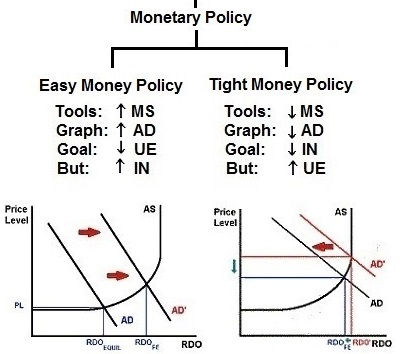 Monetary Policy
Easy Money Policy
Tools: ↑ MS
Graph: ↑ AD
Goal: ↓ UE
But: ↑ IN
Tight Money Policy
Tools: ↓ MS
Graph: ↓ AD
Goal: ↓ IN
But: ↑ UE
Price
Level
AS
PL
AD
AD'
RDO EQUIL
RDO FE
RDO
Price
Level
AS
AD'
AD
RDO FE
RDO'
RDO